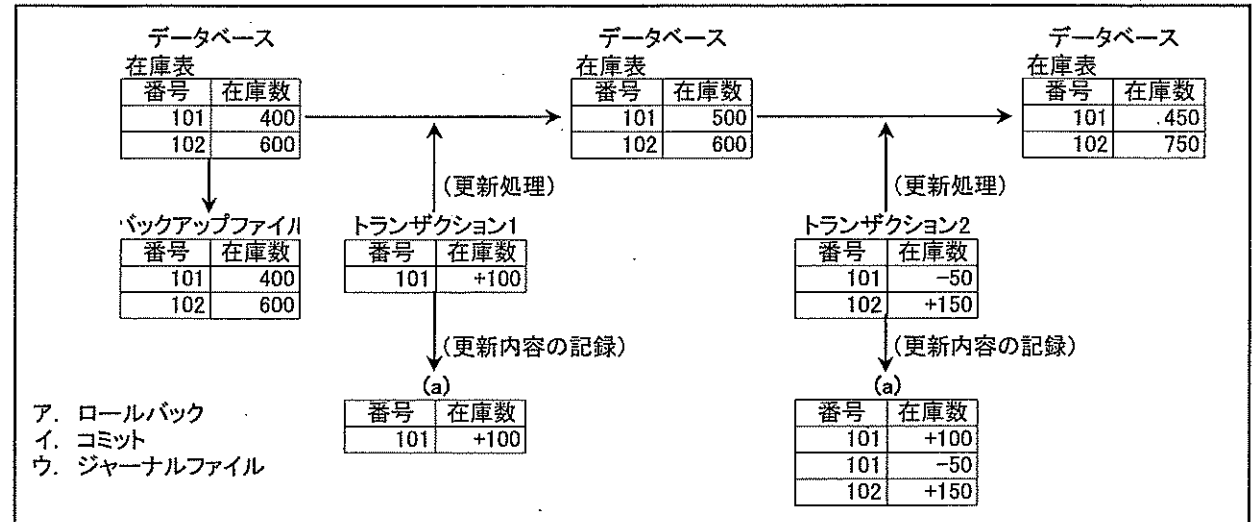 データベース
データベース
データベース
在庫表
在庫表
在庫表
番号 在庫数
101 400
102 600
番号 在庫数
101 500
102 600
番号 在庫数
101 .450
102 750
(更新処理)
(更新処理)
バックアップファイル
番号 在庫数
101 400
102 600
トランザクション1
番号 在庫数
101 +100
トランザクション2
番号 在庫数
101 -50
102 +150
(更新内容の記録)
(更新内容の記録)
(a)
番号 在庫数
101 +100
(a)
番号 在庫数
101 +100
101 -50
102 +150
ア. ロールバック
イ. コミット
ウ. ジャーナルファイル